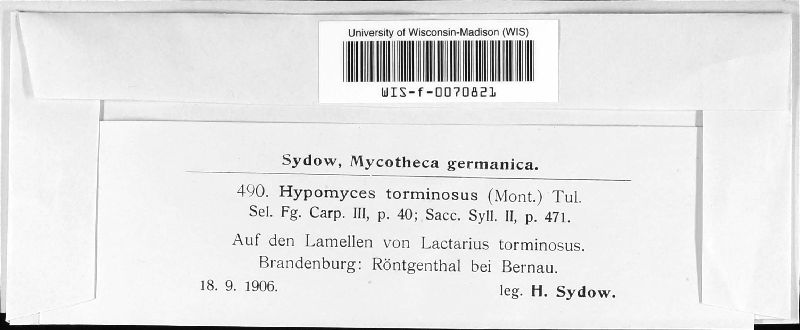 University of Wisconsin-Madison (WIS)
WIS-f-0070821
Sydow, Mycotheca germanica.
490. Hypomyces torminosus (Mont.) Tul.
Sel. Fg. Carp. III, p. 40; Sacc. Syll. II, p. 471.
Auf den Lamellen von Lactarius torminosus.
Brandenburg: Röntgenthal bei Bernau.
18. 9. 1906.
leg. H. Sydow.